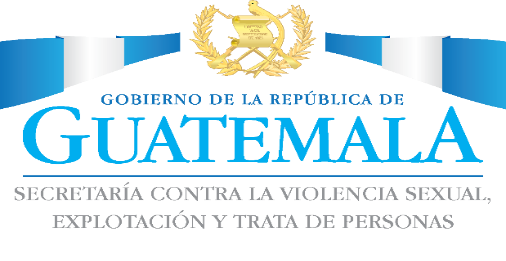 GOBIERNO DE LA REPÚBLICA DE
GUATEMALA
SECRETARÍA CONTRA LA VIOLENCIA SEXUAL,
EXPLOTACIÓN Y TRATA DE PERSONAS